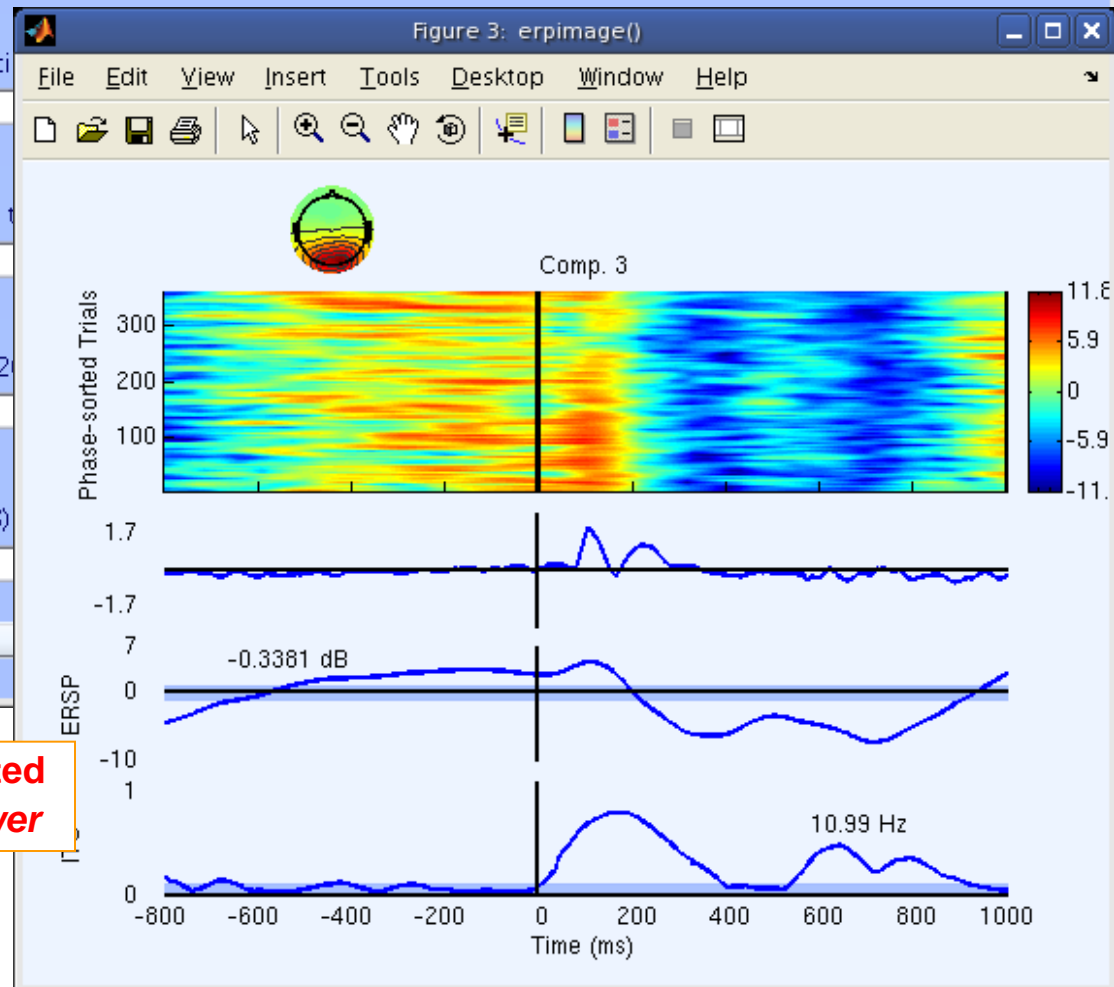 Figure 3: erpimage()
File Edit View Insert Tools Desktop Window Help
Comp. 3
Phase-sorted Trials
300
200
100
5.9
0
-5.9
1.7
-1.7
7
0
-10
-0.3381 dB
ERSP
1
0
10.99 Hz
-800 -600 -400 -200 0 200 400 600 800 1000
Time (ms)